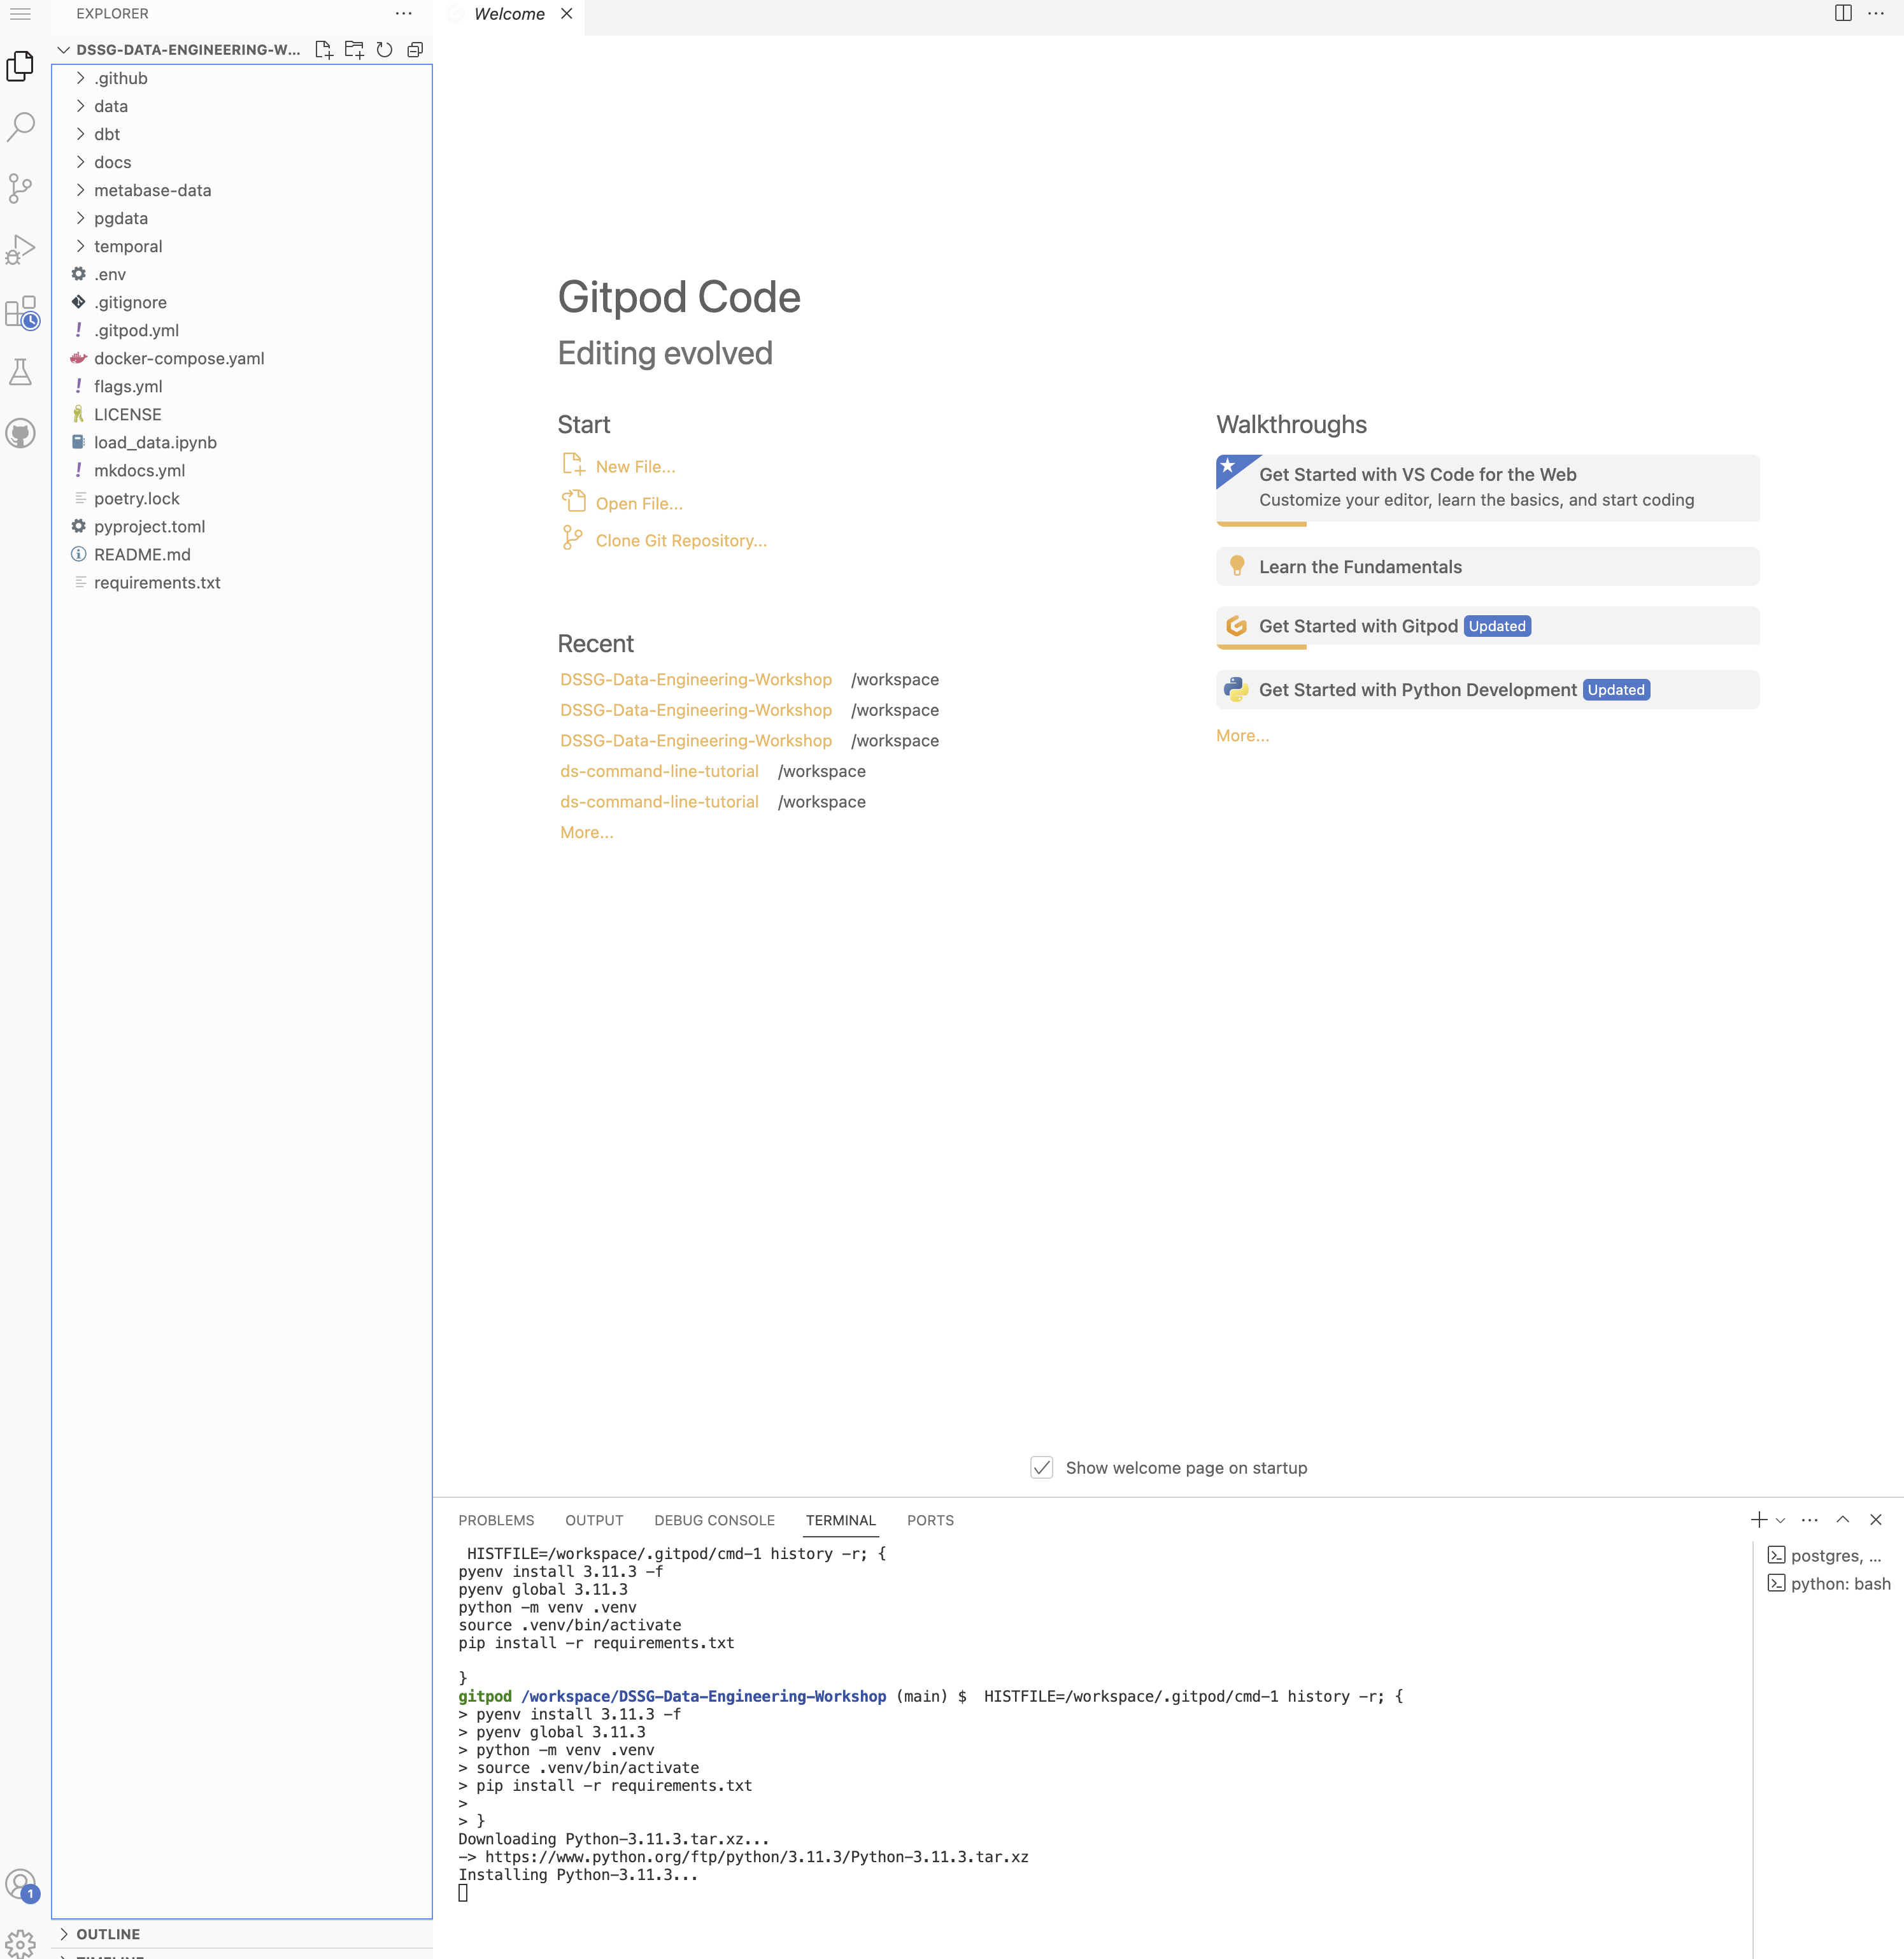 EXPLORER
DSSG-DATA-ENGINEERING-W...
.github
data
dbt
docs
metabase-data
pgdata
temporal
.env
.gitignore
.gitpod.yml
docker-compose.yaml
flags.yml
LICENSE
load_data.ipynb
mkdocs.yml
poetry.lock
pyproject.toml
README.md
requirements.txt
1
OUTLINE
TIMELINE
Welcome
Gitpod Code
Editing evolved
Start
New File...
Open File...
Clone Git Repository...
Recent
DSSG-Data-Engineering-Workshop /workspace
DSSG-Data-Engineering-Workshop /workspace
DSSG-Data-Engineering-Workshop /workspace
ds-command-line-tutorial /workspace
ds-command-line-tutorial /workspace
More...
Walkthroughs
Get Started with VS Code for the Web
Customize your editor, learn the basics, and start coding
Learn the Fundamentals
Get Started with Gitpod Updated
Get Started with Python Development Updated
More...
Show welcome page on startup
PROBLEMS OUTPUT DEBUG CONSOLE TERMINAL PORTS
HISTFILE=/workspace/.gitpod/cmd-1 history -r; {
pyenv install 3.11.3 -f
pyenv global 3.11.3
python -m venv .venv
source .venv/bin/activate
pip install -r requirements.txt
}
gitpod /workspace/DSSG-Data-Engineering-Workshop (main) $  HISTFILE=/workspace/.gitpod/cmd-1 history -r; {
> pyenv install 3.11.3 -f
> pyenv global 3.11.3
> python -m venv .venv
> source .venv/bin/activate
> pip install -r requirements.txt
>
> }
Downloading Python-3.11.3.tar.xz...
-> https://www.python.org/ftp/python/3.11.3/Python-3.11.3.tar.xz
Installing Python-3.11.3...
postgres, ...
python: bash